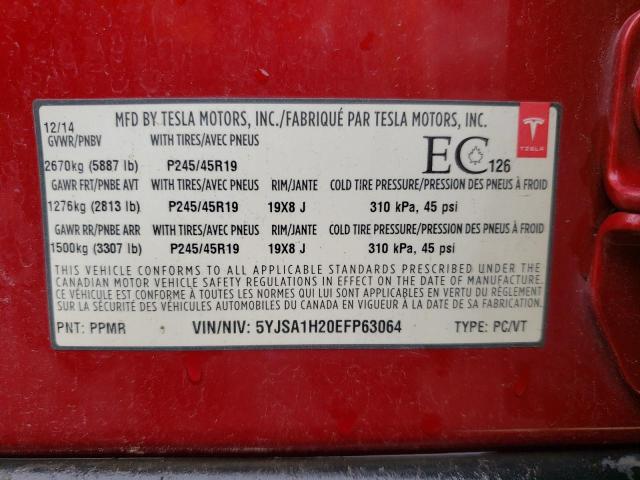 MFD BY TESLA MOTORS, INC./FABRIQUÉ PAR TESLA MOTORS, INC.
12/14
GVWR/PNBV WITH TIRES/AVEC PNEUS
2670kg (5887 lb) P245/45R19
EC 126
TESLA
GAWR FRT/PNBE AVT WITH TIRES/AVEC PNEUS RIM/JANTE COLD TIRE PRESSURE/PRESSION DES PNEUS À FROID
1276kg (2813 lb) P245/45R19 19X8 J 310 kPa, 45 psi
GAWR RR/PNBE ARR WITH TIRES/AVEC PNEUS RIM/JANTE COLD TIRE PRESSURE/PRESSION DES PNEUS À FROID
1500kg (3307 lb) P245/45R19 19X8 J 310 kPa, 45 psi
THIS VEHICLE CONFORMS TO ALL APPLICABLE STANDARDS PRESCRIBED UNDER THE
CANADIAN MOTOR VEHICLE SAFETY REGULATIONS IN EFFECT ON THE DATE OF MANUFACTURE.
CE VÉHICULE EST CONFORME À TOUTES LES NORMES QUI LUI SONT APPLICABLES EN VERTU DU RÈGLEMENT
SUR LA SÉCURITÉ DES VÉHICULES AUTOMOBILES DU CANADA EN VIGUEUR À LA DATE DE SA FABRICATION.
PNT: PPMR VIN/NIV: 5YJSA1H20EFP63064 TYPE: PC/VT